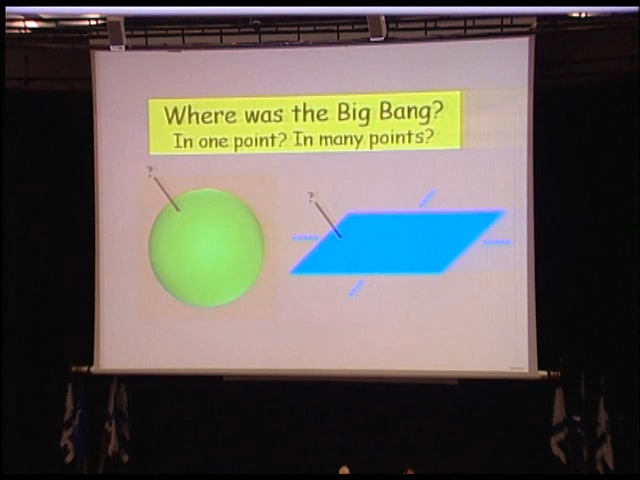 Where was the Big Bang?
In one point? In many points?
?
?